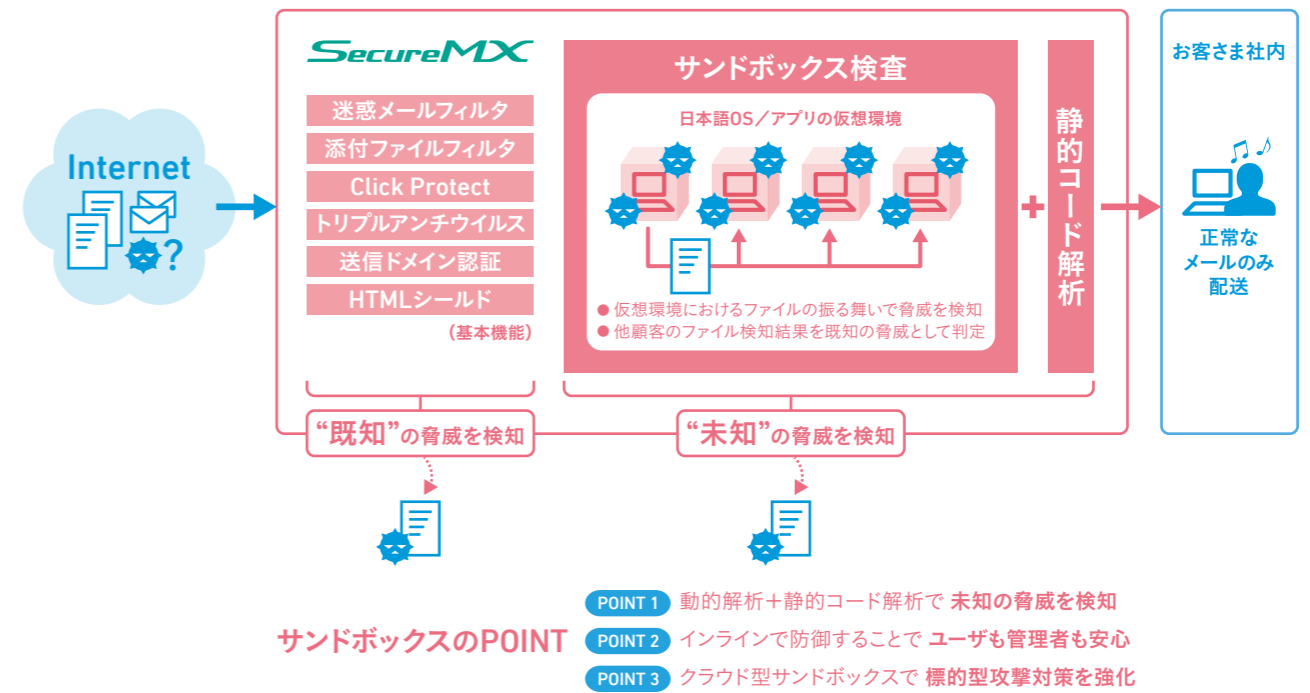 Internet
?
SecureMX
迷惑メールフィルタ
添付ファイルフィルタ
Click Protect
トリプルアンチウイルス
送信ドメイン認証
HTMLシールド
(基本機能)
サンドボックス検査
日本語OS／アプリの仮想環境
● 仮想環境におけるファイルの振る舞いで脅威を検知
● 他顧客のファイル検知結果を既知の脅威として判定
+
静的コード解析
お客さま社内
正常な
メールのみ
配送
“既知”の脅威を検知
“未知”の脅威を検知
サンドボックスのPOINT
POINT 1 動的解析＋静的コード解析で 未知の脅威を検知
POINT 2 インラインで防御することで ユーザも管理者も安心
POINT 3 クラウド型サンドボックスで 標的型攻撃対策を強化